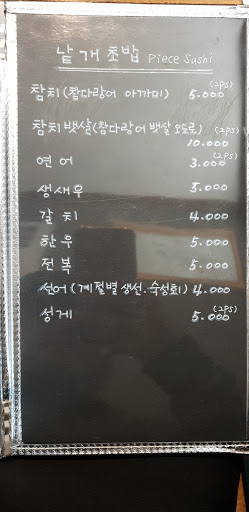 낱개초밥 Piece Sushi
참치(참다랑어 아까미) 5.000 (2PS)
참치뱃살(참다랑어 뱃살 오도로) (2PS)
10.000
연어 3.000 (2PS)
생새우 3.000
갈치 4.000
한우 5.000
전복 5.000
선어(계절별 생선.숙성회) 4.000
성게 5.000 (2PS)